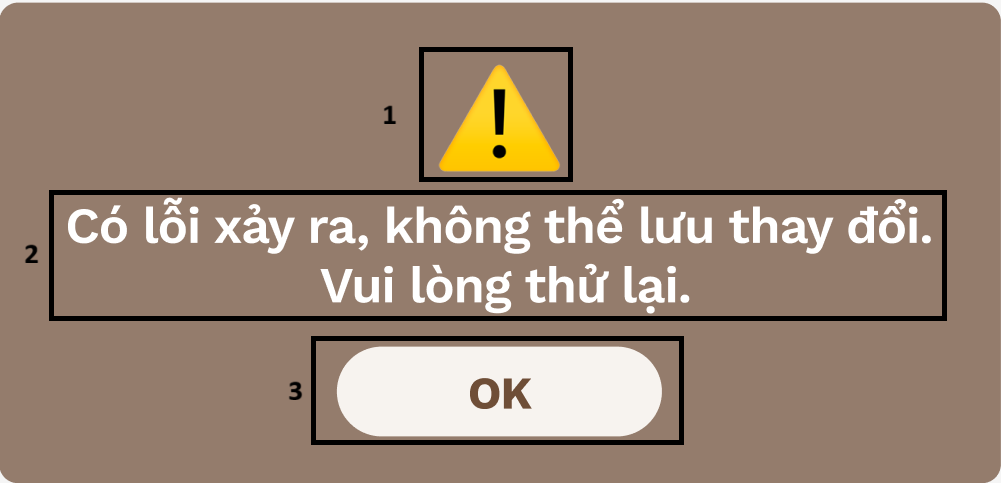 1
2
Có lỗi xảy ra, không thể lưu thay đổi.
Vui lòng thử lại.
3
OK